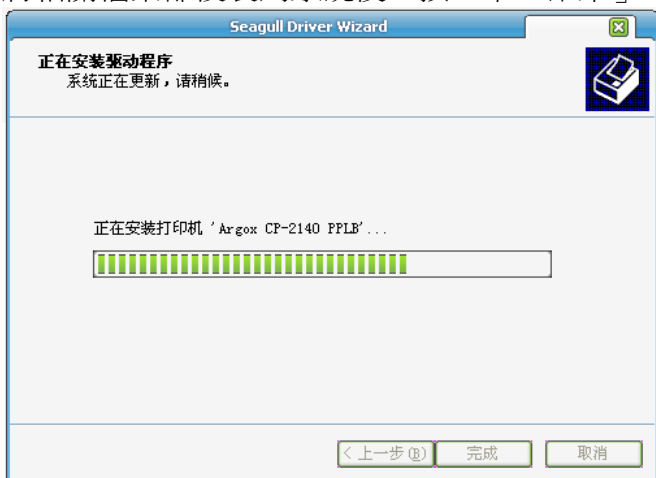 Seagull Driver Wizard
正在安装驱动程序
系统正在更新，请稍候。
正在安装打印机 'Argox CP-2140 PPLB'...
< 上一步(B)
完成
取消